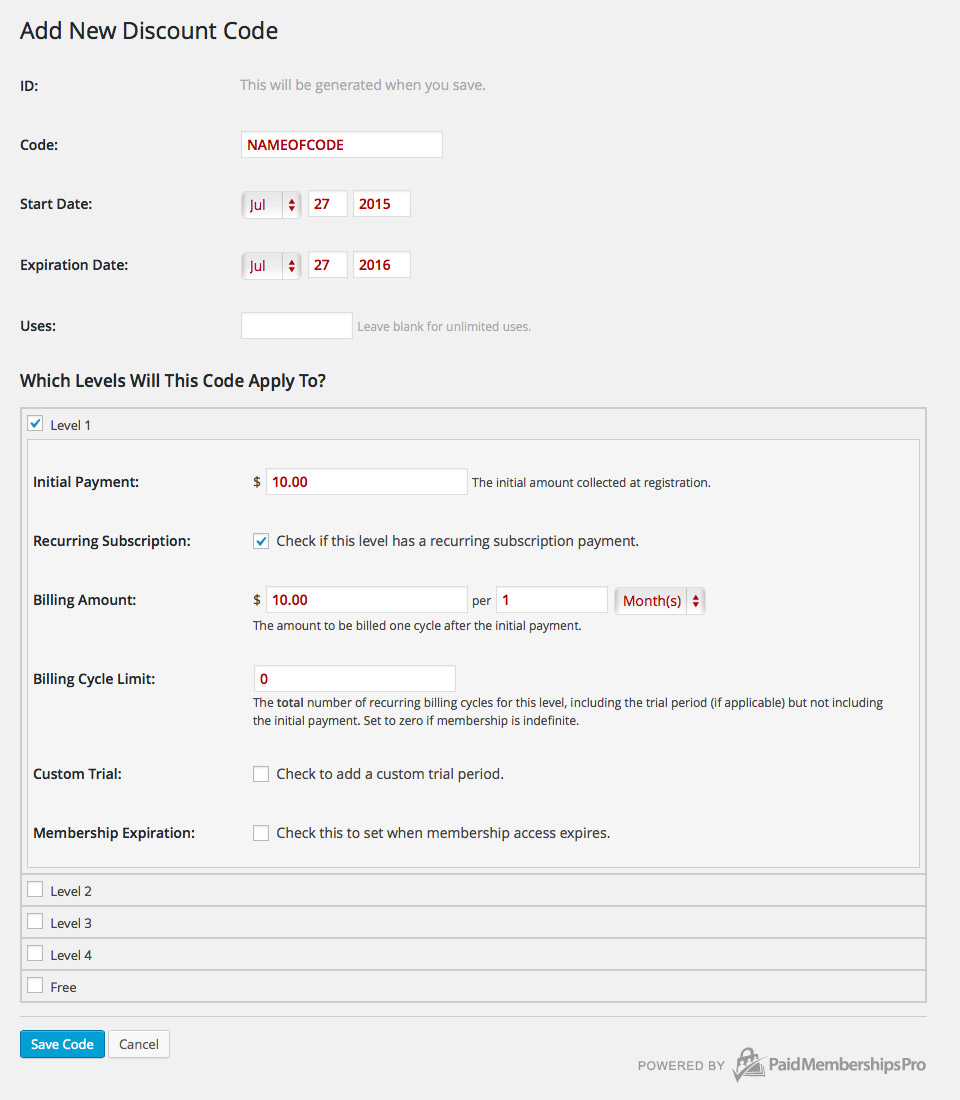 Add New Discount Code
ID: This will be generated when you save.
Code: NAMEOFCODE
Start Date: Jul 27 2015
Expiration Date: Jul 27 2016
Uses: Leave blank for unlimited uses.
Which Levels Will This Code Apply To?
Level 1
Initial Payment: $ 10.00 The initial amount collected at registration.
Recurring Subscription: Check if this level has a recurring subscription payment.
Billing Amount: $ 10.00 per 1 Month(s)
The amount to be billed one cycle after the initial payment.
Billing Cycle Limit: 0
The total number of recurring billing cycles for this level, including the trial period (if applicable) but not including
the initial payment. Set to zero if membership is indefinite.
Custom Trial: Check to add a custom trial period.
Membership Expiration: Check this to set when membership access expires.
Level 2
Level 3
Level 4
Free
Save Code Cancel
POWERED BY PaidMembershipsPro